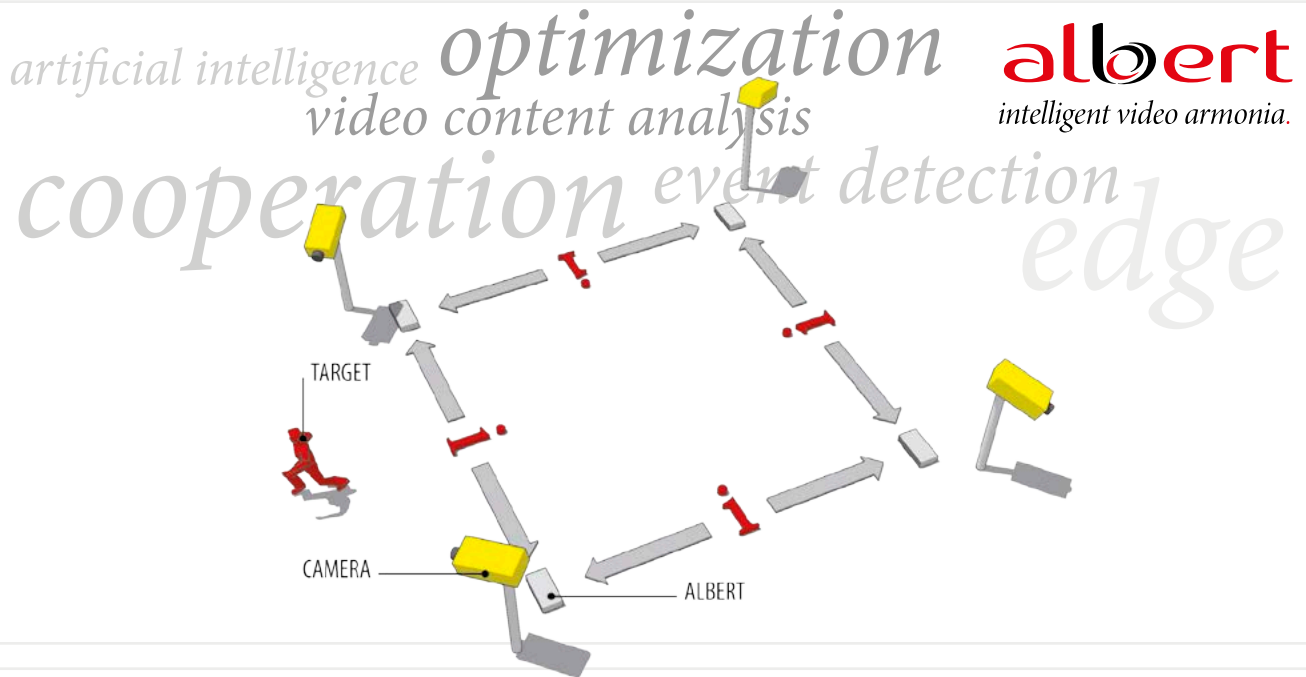 artificial intelligence
optimization
albert
video content analysis
intelligent video armonia.
cooperation
event detection
edge
i
i
TARGET
i
i
CAMERA
ALBERT